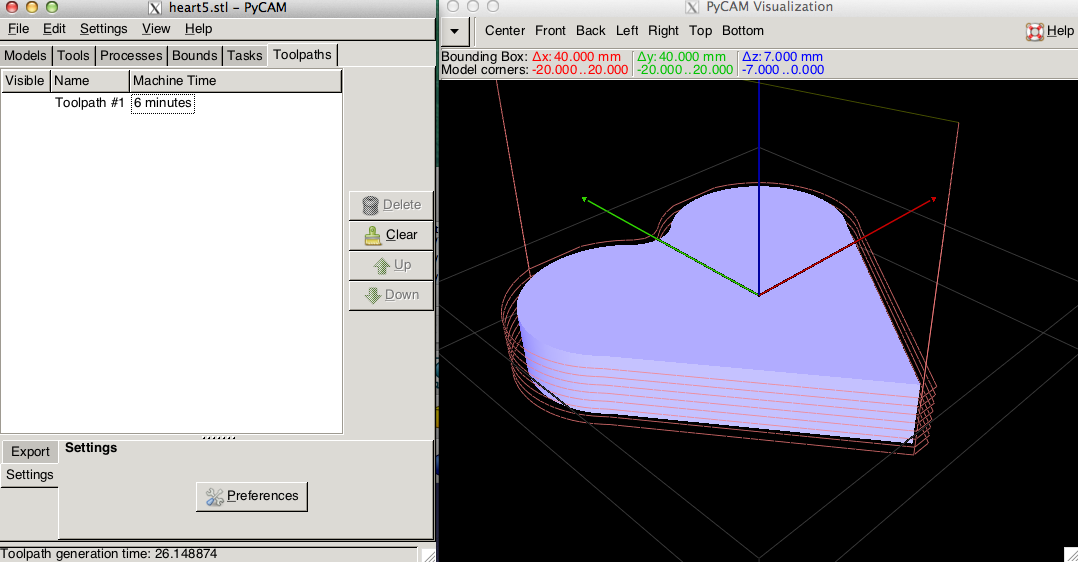 heart5.stl – PyCAM
File Edit Settings View Help
Models Tools Processes Bounds Tasks Toolpaths
Visible Name Machine Time
Toolpath #1 6 minutes
Delete
Clear
Up
Down
Export
Settings
Settings
Preferences
Toolpath generation time: 26.148874
PyCAM Visualization
Center Front Back Left Right Top Bottom Help
Bounding Box: Δx: 40.000 mm Δy: 40.000 mm Δz: 7.000 mm
Model corners: -20.000 .. 20.000 -20.000 .. 20.000 -7.000 .. 0.000